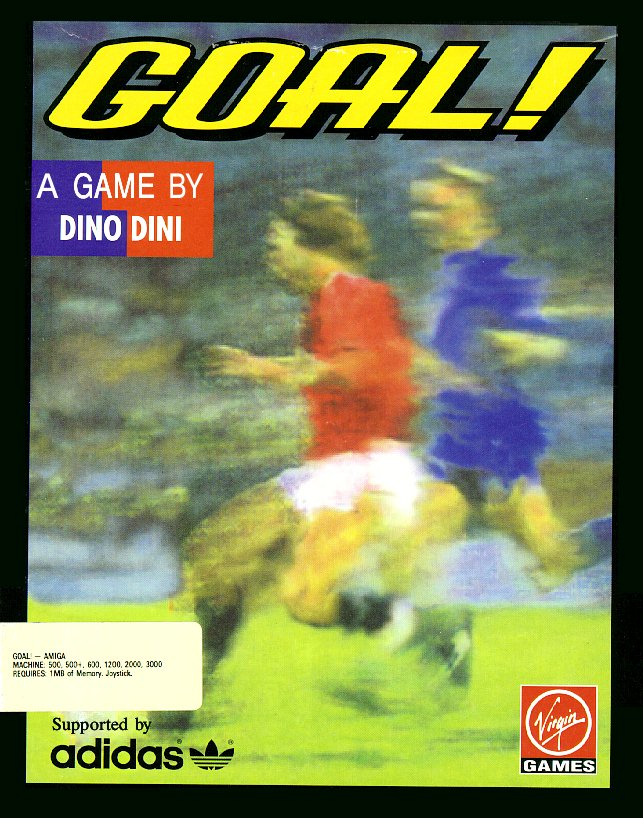 GOAL!
A GAME BY
DINO DINI
GOAL! — AMIGA
MACHINE: 500, 500+, 600, 1200, 2000, 3000
REQUIRES: 1MB of Memory. Joystick.
Supported by
adidas®
Virgin
GAMES